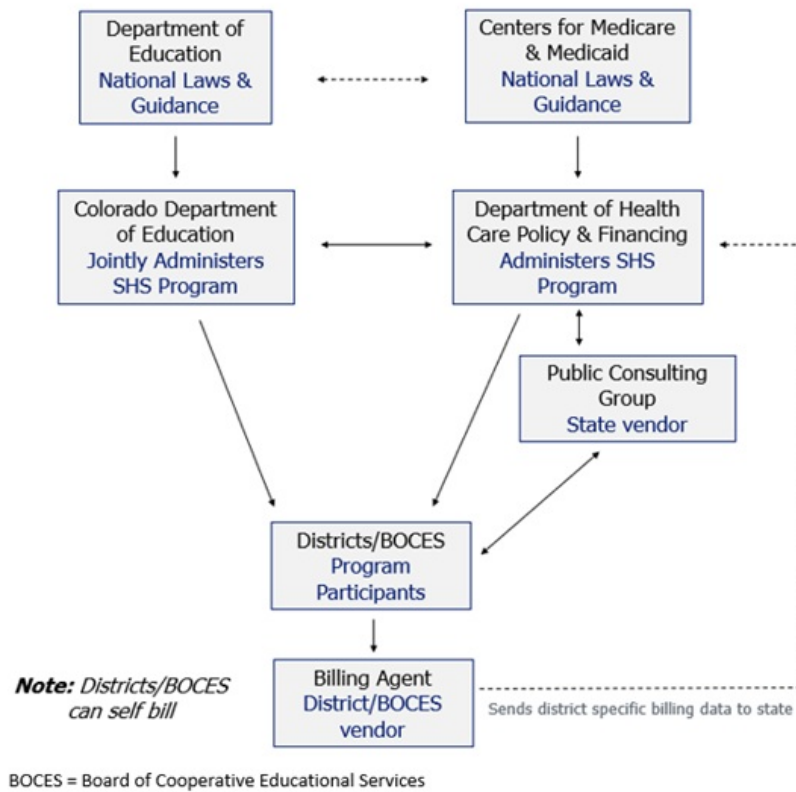 Department of
Education
National Laws &
Guidance
Centers for Medicare
& Medicaid
National Laws &
Guidance
Colorado Department
of Education
Jointly Administers
SHS Program
Department of Health
Care Policy & Financing
Administers SHS
Program
Public Consulting
Group
State vendor
Districts/BOCES
Program
Participants
Billing Agent
District/BOCES
vendor
Note: Districts/BOCES
can self bill
Sends district specific billing data to state
BOCES = Board of Cooperative Educational Services